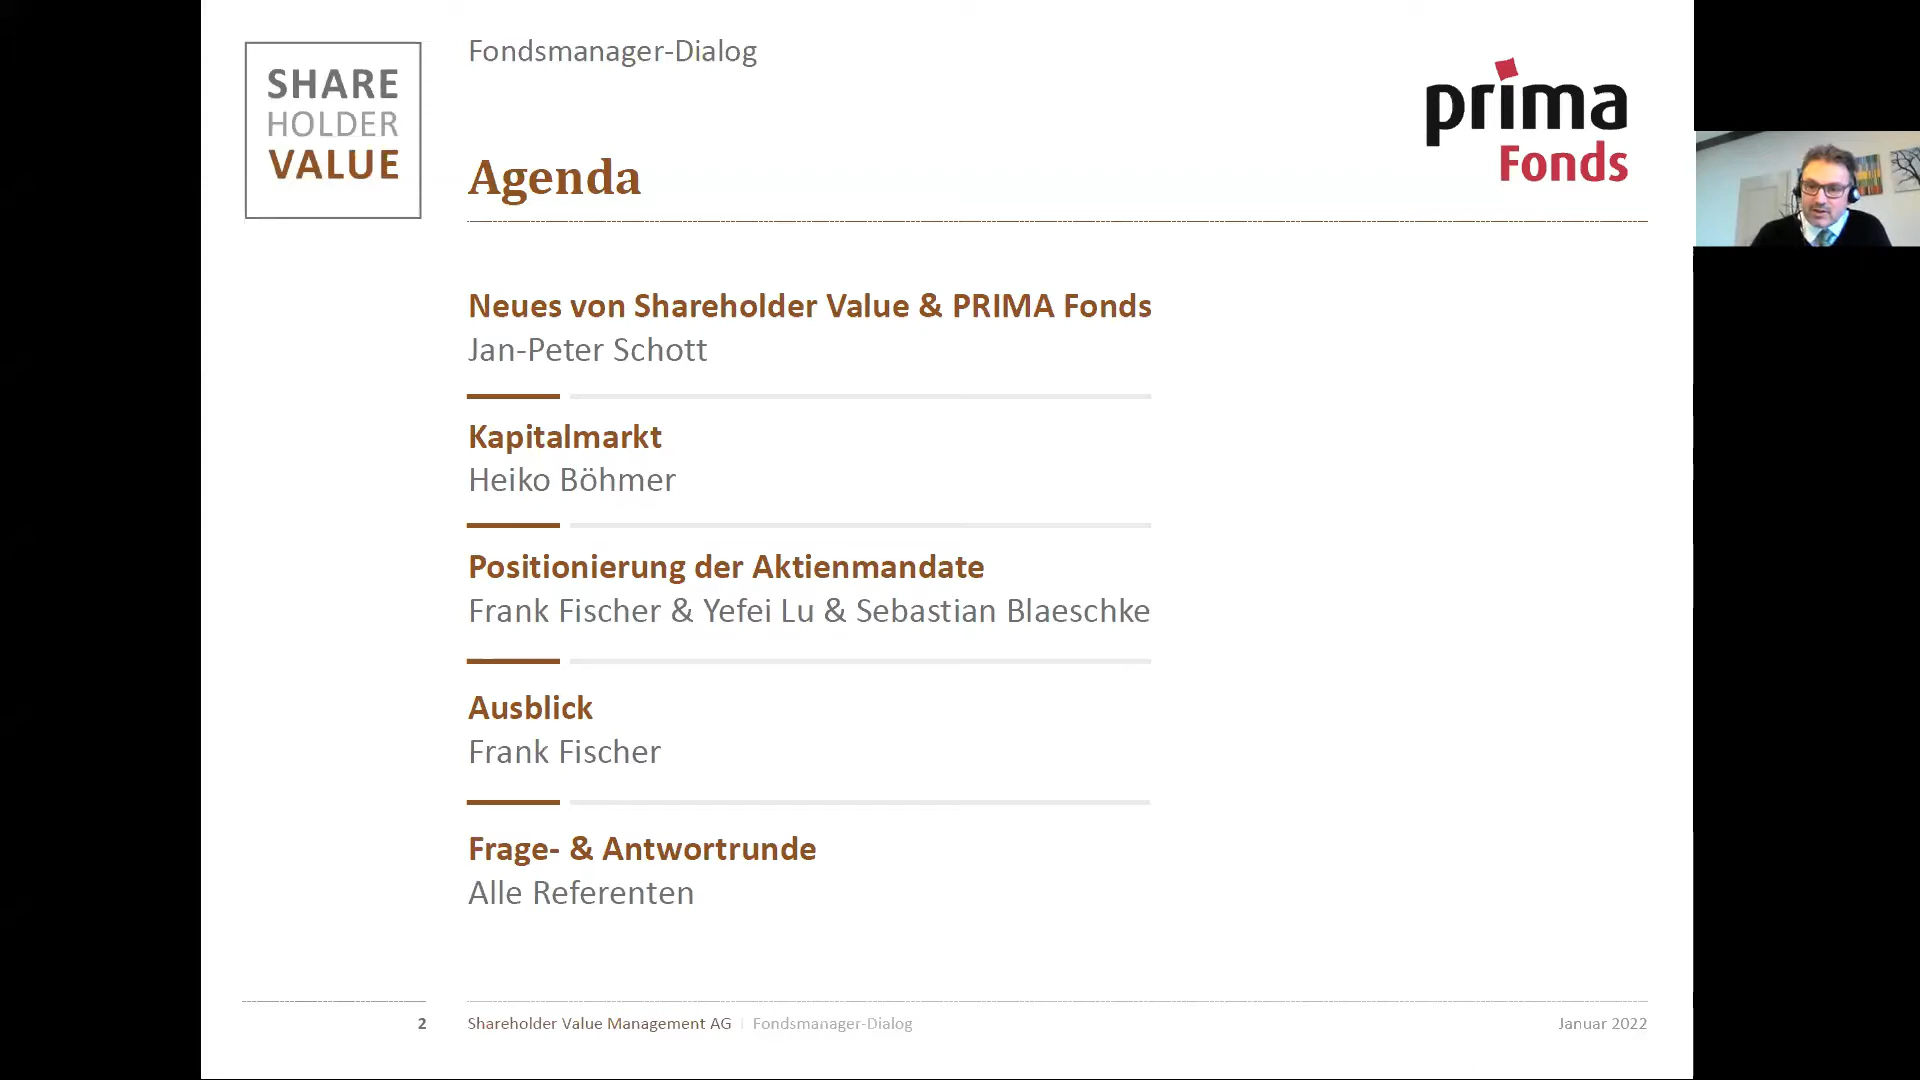 SHARE
HOLDER
VALUE
Fondsmanager-Dialog
Agenda
prima
Fonds
Neues von Shareholder Value & PRIMA Fonds
Jan-Peter Schott
Kapitalmarkt
Heiko Böhmer
Positionierung der Aktienmandate
Frank Fischer & Yefei Lu & Sebastian Blaeschke
Ausblick
Frank Fischer
Frage- & Antwortrunde
Alle Referenten
2 Shareholder Value Management AG | Fondsmanager-Dialog Januar 2022